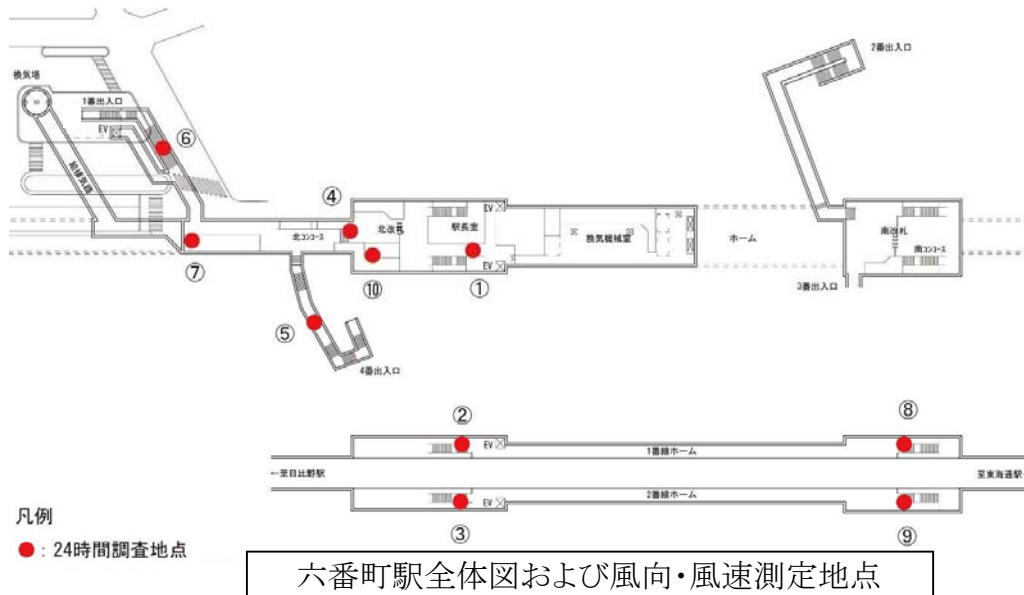 2番出入口
換気塔
1番出入口
EV
⑥
給排気路
④
北コンコース
北改札
駅長室
EV
EV
換気機械室
ホーム
南改札
南コンコース
⑦
⑩
①
3番出入口
⑤
4番出入口
②
⑧
EV
1番線ホーム
←至日比野駅
至東海通駅→
2番線ホーム
EV
③
⑨
凡例
●：24時間調査地点
六番町駅全体図および風向・風速測定地点